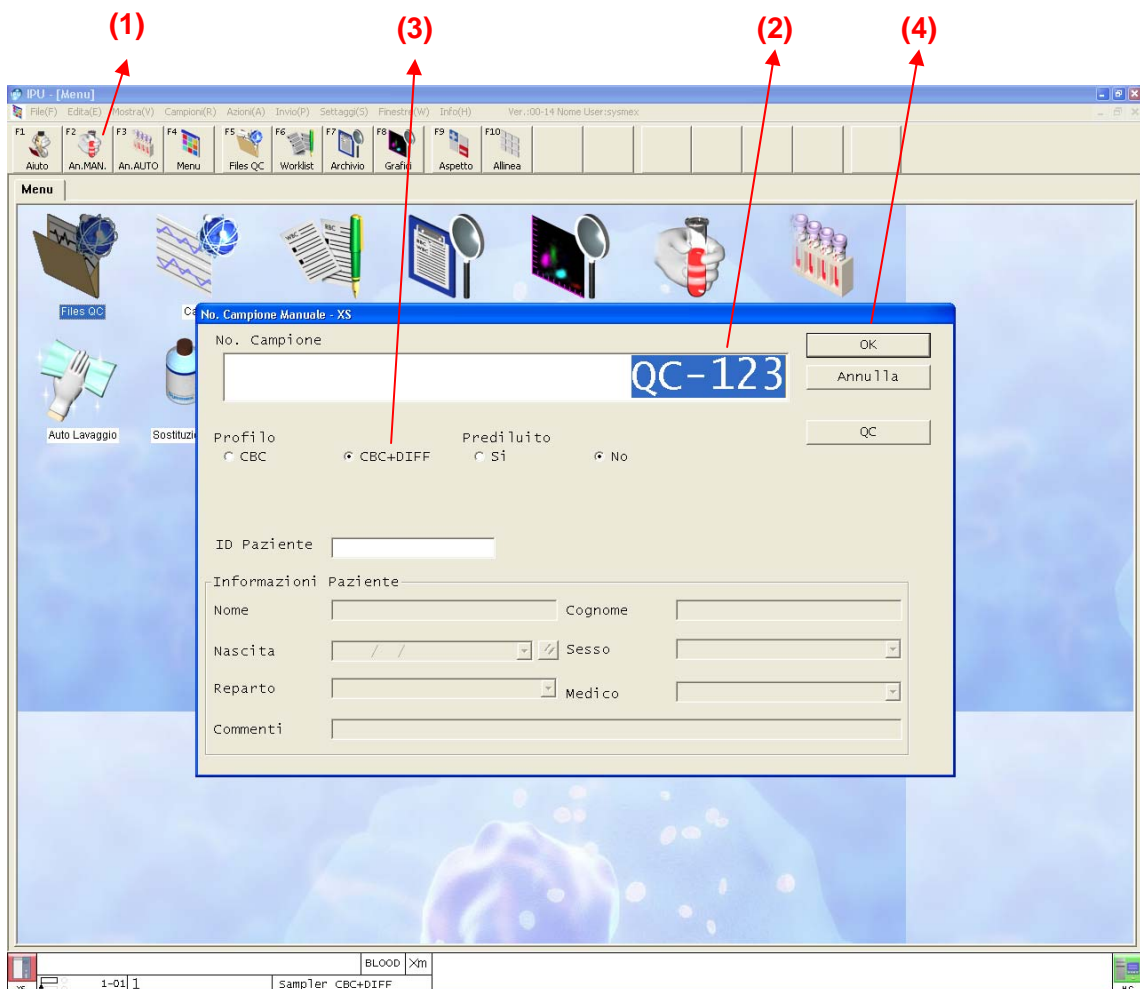 (1) (3) (2) (4)
IPU - [Menu]
File(F) Edita(E) Mostra(V) Campioni(R) Azioni(A) Invio(P) Settaggi(S) Finestre(W) Info(H) Ver.:00-14 Nome User:sysmex
F1 F2 F3 F4 F5 F6 F7 F8 F9 F10
Aiuto An.MAN. An.AUTO Menu Files QC Worklist Archivio Grafici Aspetto Allinea
Menu
Files QC
No. Campione Manuale - XS
No. Campione
QC-123
OK
Annulla
QC
Auto Lavaggio
Profilo Prediluito
CBC CBC+DIFF Si No
ID Paziente
Informazioni Paziente
Nome Cognome
Nascita / / Sesso
Reparto Medico
Commenti
BLOOD Xm
1-01 1 Sampler CBC+DIFF